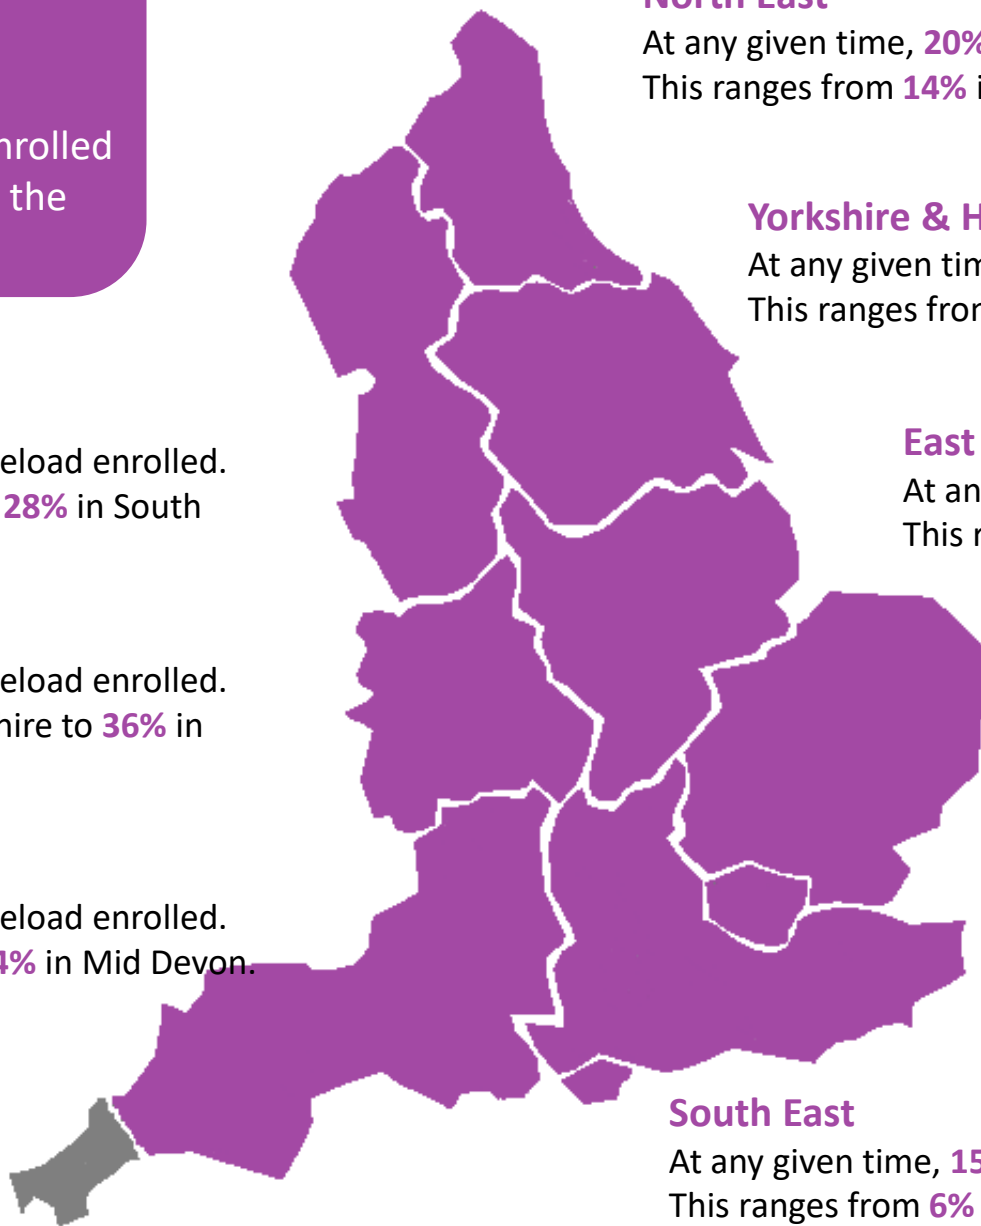 North East
At any given time, 20%
This ranges from 14%
nrolled
the
Yorkshire & H
At any given tim
This ranges from
East
At an
This r
eload enrolled.
28% in South
eload enrolled.
hire to 36% in
eload enrolled.
4% in Mid Devon.
South East
At any given time, 15
This ranges from 6%